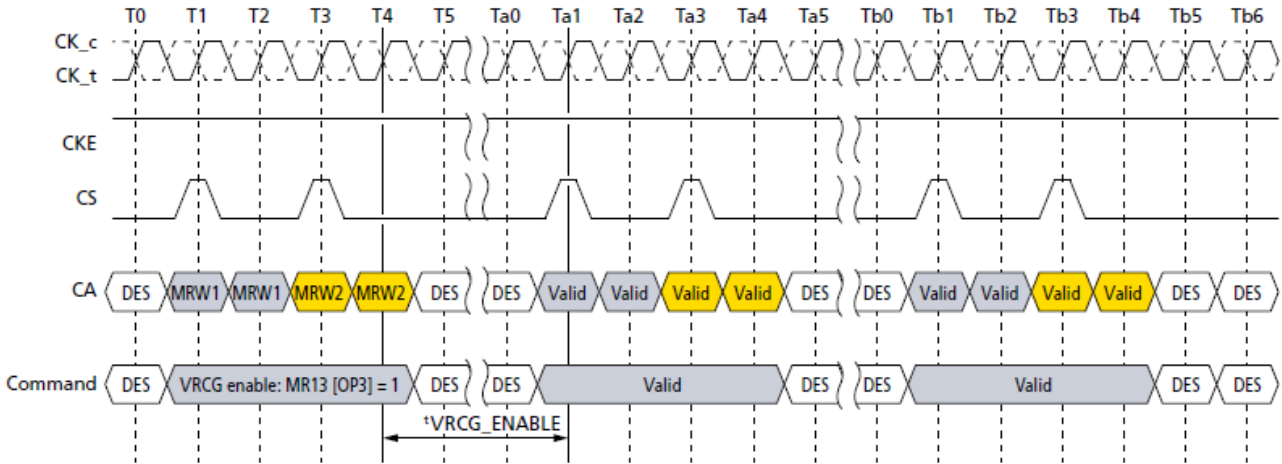 T0 T1 T2 T3 T4 T5 Ta0 Ta1 Ta2 Ta3 Ta4 Ta5 Tb0 Tb1 Tb2 Tb3 Tb4 Tb5 Tb6
CK_c
CK_t
CKE
CS
CA DES MRW1 MRW1 MRW2 MRW2 DES DES Valid Valid Valid Valid DES DES Valid Valid Valid Valid DES DES
Command DES VRCG enable: MR13 [OP3] = 1 DES DES Valid DES DES Valid DES DES
ᵗVRCG_ENABLE